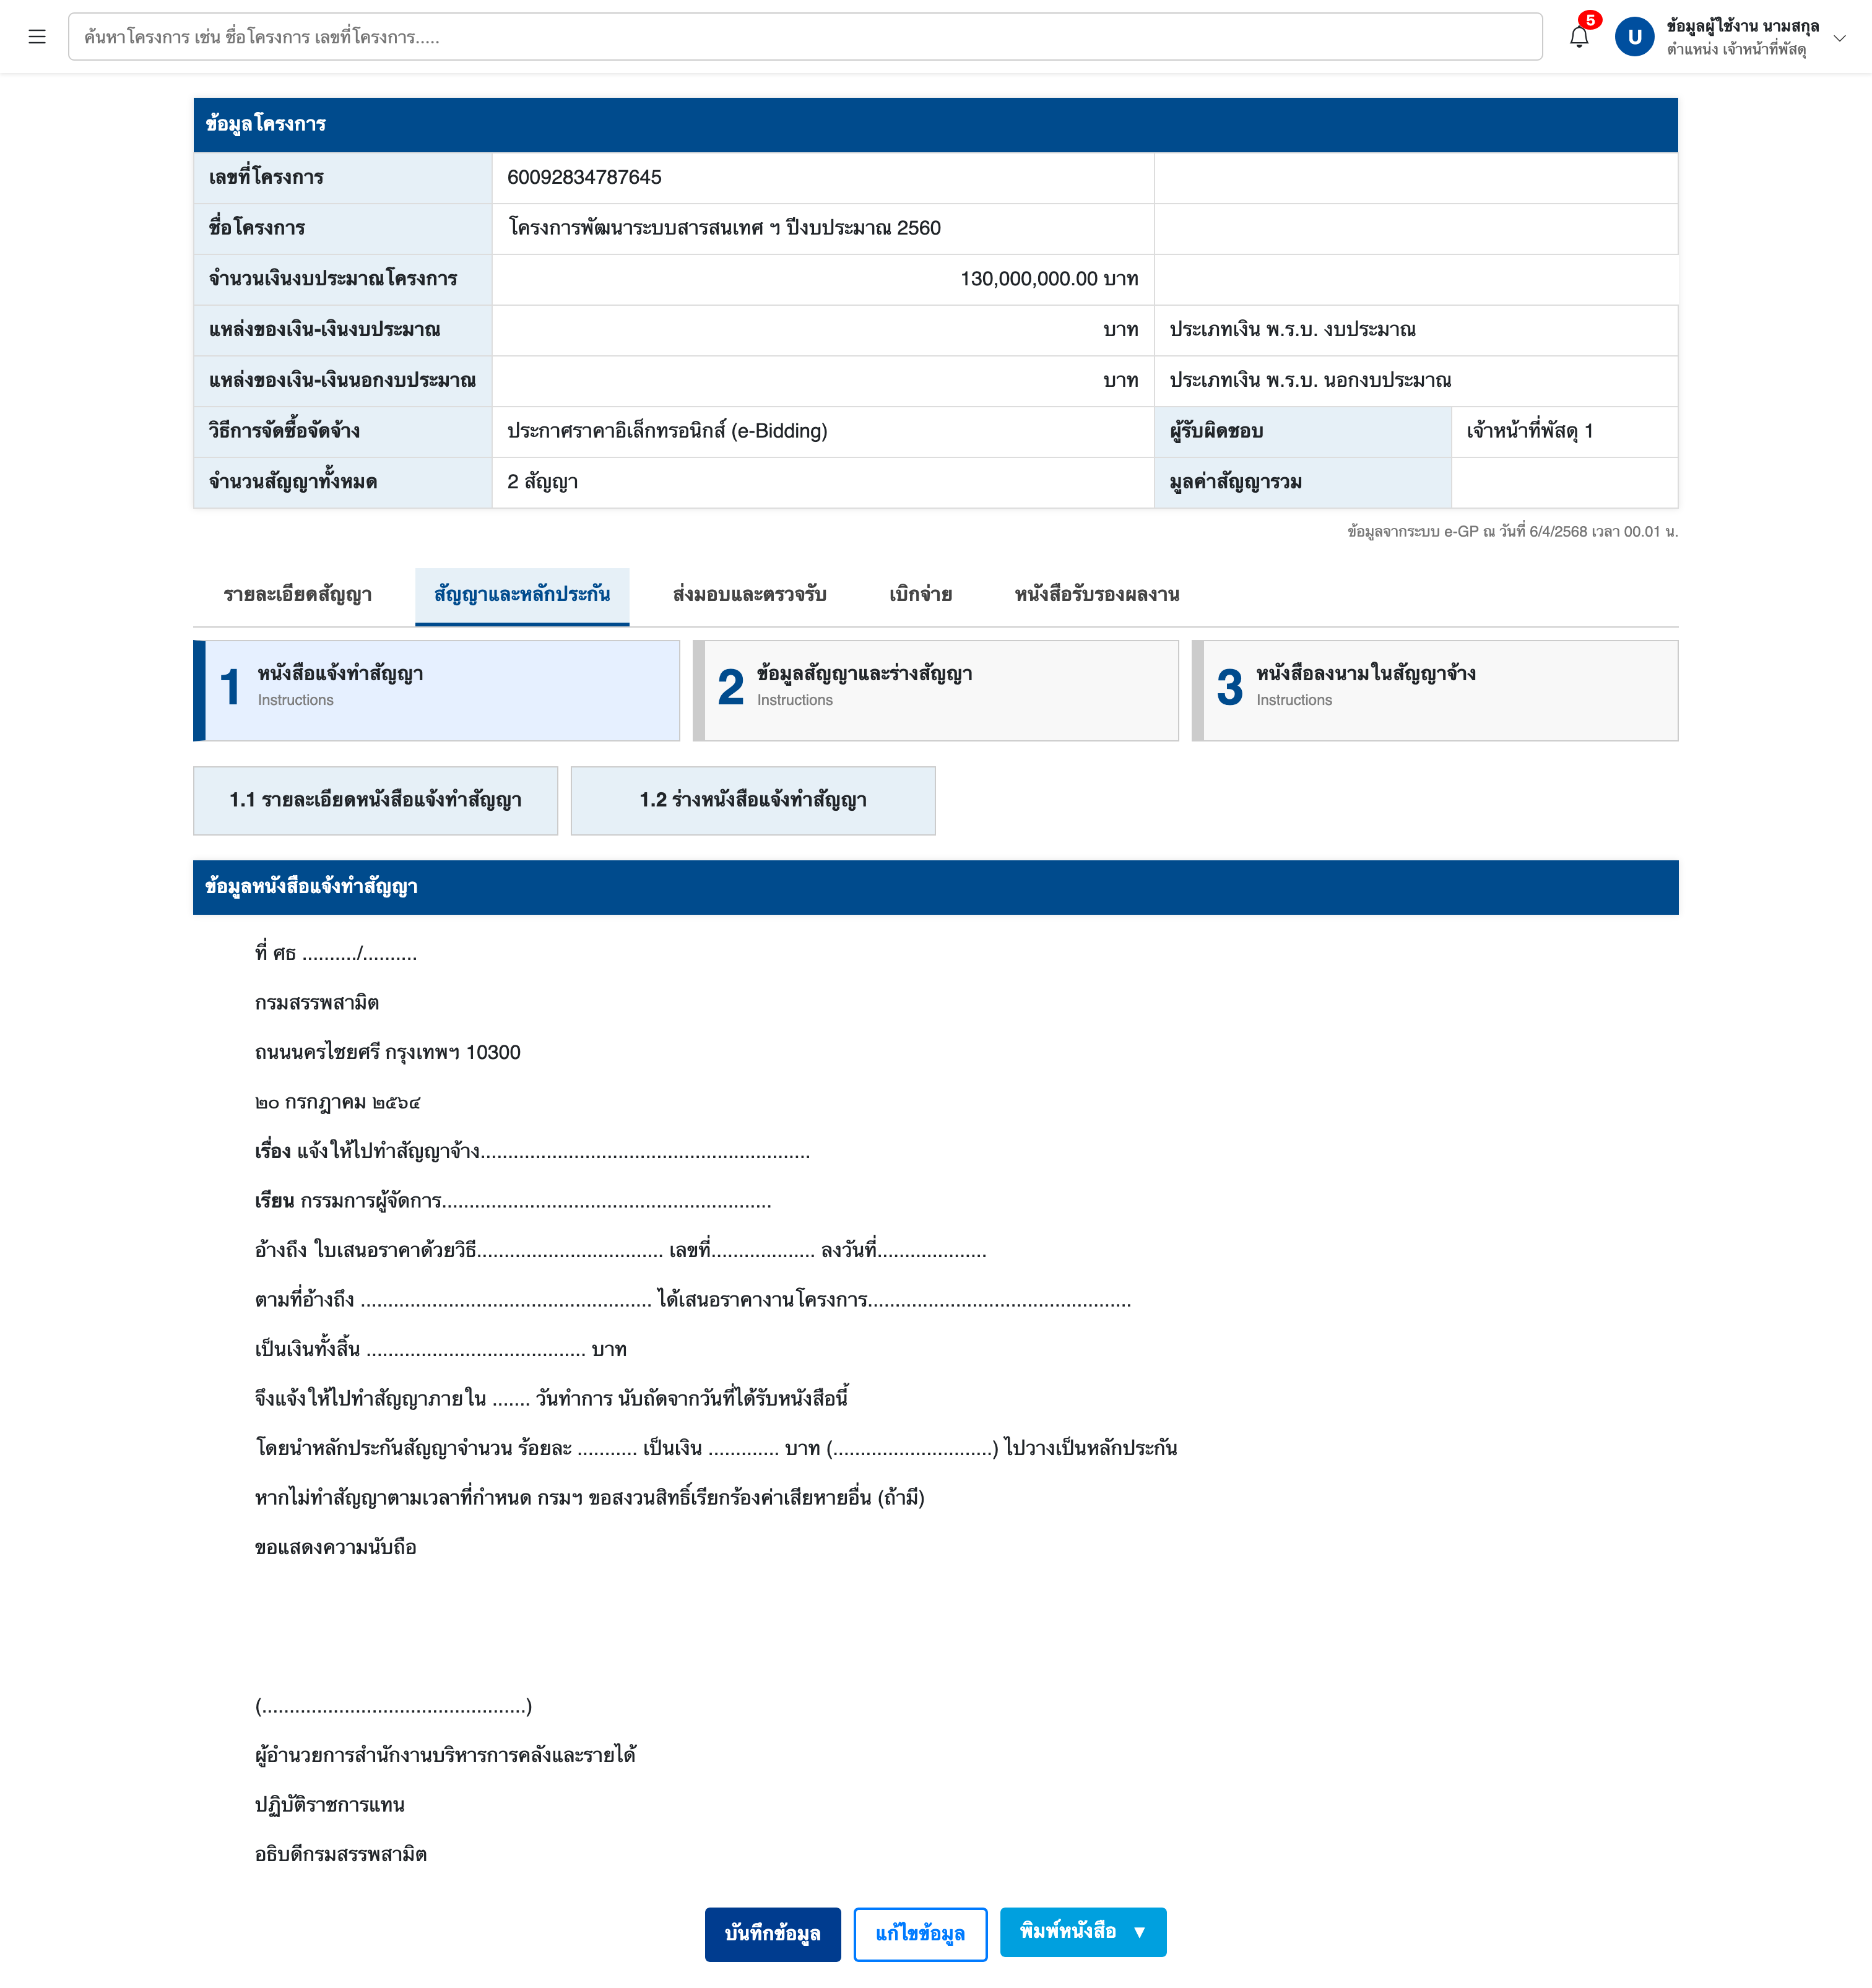 ค้นหาโครงการ เช่น ชื่อโครงการ เลขที่โครงการ.....
5
U
ข้อมูลผู้ใช้งาน นามสกุล
ตำแหน่ง เจ้าหน้าที่พัสดุ
ข้อมูลโครงการ
เลขที่โครงการ 60092834787645
ชื่อโครงการ โครงการพัฒนาระบบสารสนเทศ ฯ ปีงบประมาณ 2560
จำนวนเงินงบประมาณโครงการ 130,000,000.00 บาท
แหล่งของเงิน-เงินงบประมาณ บาท ประเภทเงิน พ.ร.บ. งบประมาณ
แหล่งของเงิน-เงินนอกงบประมาณ บาท ประเภทเงิน พ.ร.บ. นอกงบประมาณ
วิธีการจัดซื้อจัดจ้าง ประกาศราคาอิเล็กทรอนิกส์ (e-Bidding) ผู้รับผิดชอบ เจ้าหน้าที่พัสดุ 1
จำนวนสัญญาทั้งหมด 2 สัญญา มูลค่าสัญญารวม
ข้อมูลจากระบบ e-GP ณ วันที่ 6/4/2568 เวลา 00.01 น.
รายละเอียดสัญญา สัญญาและหลักประกัน ส่งมอบและตรวจรับ เบิกจ่าย หนังสือรับรองผลงาน
1 หนังสือแจ้งทำสัญญา
Instructions
2 ข้อมูลสัญญาและร่างสัญญา
Instructions
3 หนังสือลงนามในสัญญาจ้าง
Instructions
1.1 รายละเอียดหนังสือแจ้งทำสัญญา 1.2 ร่างหนังสือแจ้งทำสัญญา
ข้อมูลหนังสือแจ้งทำสัญญา
ที่ ศธ ........../..........
กรมสรรพสามิต
ถนนนครไชยศรี กรุงเทพฯ 10300
๒๐ กรกฎาคม ๒๕๖๔
เรื่อง แจ้งให้ไปทำสัญญาจ้าง............................................................
เรียน กรรมการผู้จัดการ............................................................
อ้างถึง ใบเสนอราคาด้วยวิธี.................................. เลขที่................... ลงวันที่....................
ตามที่อ้างถึง ..................................................... ได้เสนอราคางานโครงการ................................................
เป็นเงินทั้งสิ้น ........................................ บาท
จึงแจ้งให้ไปทำสัญญาภายใน ....... วันทำการ นับถัดจากวันที่ได้รับหนังสือนี้
โดยนำหลักประกันสัญญาจำนวน ร้อยละ ........... เป็นเงิน ............. บาท (.............................) ไปวางเป็นหลักประกัน
หากไม่ทำสัญญาตามเวลาที่กำหนด กรมฯ ขอสงวนสิทธิ์เรียกร้องค่าเสียหายอื่น (ถ้ามี)
ขอแสดงความนับถือ
(................................................)
ผู้อำนวยการสำนักงานบริหารการคลังและรายได้
ปฏิบัติราชการแทน
อธิบดีกรมสรรพสามิต
บันทึกข้อมูล แก้ไขข้อมูล พิมพ์หนังสือ ▼